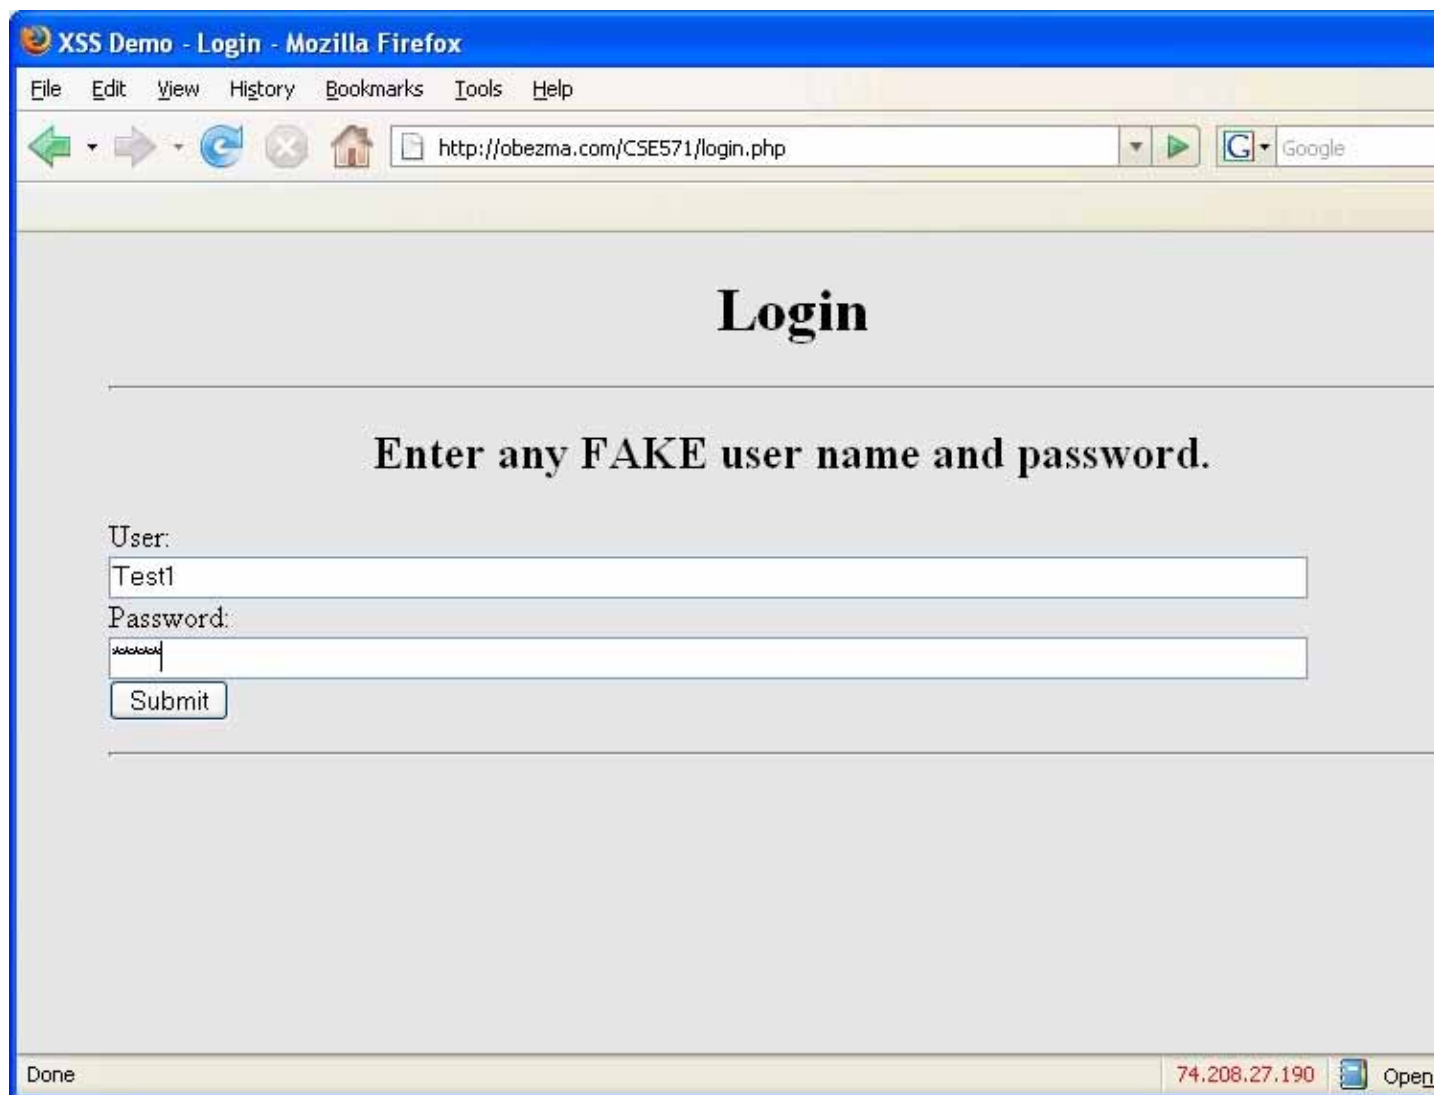 XSS Demo - Login - Mozilla Firefox
File Edit View History Bookmarks Tools Help
http://obezma.com/CSE571/login.php
G Google
Login
Enter any FAKE user name and password.
User:
Test1
Password:
******
Submit
Done
74.208.27.190
Open